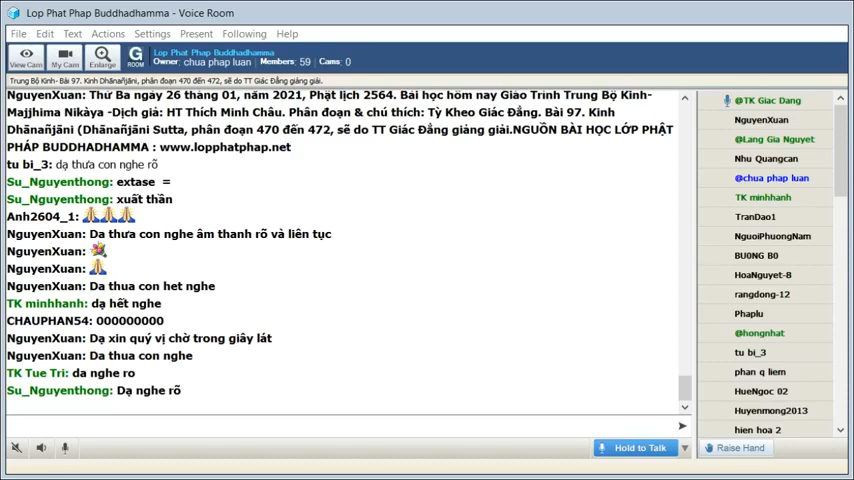 Lop Phat Phap Buddhadhamma - Voice Room
File Edit Text Actions Settings Present Following Help
View Cam
My Cam
Enlarge
G
ROOM
Lop Phat Phap Buddhadhamma
Owner: chua phap luan Members: 59 Cams: 0
Trung Bộ Kinh- Bài 97. Kinh Dhānañjāni, phân đoạn 470 đến 472, sẽ do TT Giác Đẳng giảng giải.
NguyenXuan: Thứ Ba ngày 26 tháng 01, năm 2021, Phật lịch 2564. Bài học hôm nay Giáo Trình Trung Bộ Kinh-
Majjhima Nikàya -Dịch giả: HT Thích Minh Châu. Phân đoạn & chú thích: Tỳ Kheo Giác Đẳng. Bài 97. Kinh
Dhānañjāni (Dhānañjāni Sutta, phân đoạn 470 đến 472, sẽ do TT Giác Đẳng giảng giải.NGUỒN BÀI HỌC LỚP PHẬT
PHÁP BUDDHADHAMMA : www.lopphatphap.net
tu bi_3: dạ thưa con nghe rõ
Su_Nguyenthong: extase =
Su_Nguyenthong: xuất thần
Anh2604_1: 🙏🙏🙏
NguyenXuan: Da thưa con nghe âm thanh rõ và liên tục
NguyenXuan: 💐
NguyenXuan: 🙏
NguyenXuan: Da thua con het nghe
TK minhhanh: dạ hết nghe
CHAUPHAN54: 000000000
NguyenXuan: Dạ xin quý vị chờ trong giây lát
NguyenXuan: Da thua con nghe
TK Tue Tri: da nghe ro
Su_Nguyenthong: Dạ nghe rõ
@TK Giac Dang
NguyenXuan
@Lang Gia Nguyet
Nhu Quangcan
@chua phap luan
TK minhhanh
TranDao1
NguoiPhuongNam
BU0NG B0
HoaNguyet-8
rangdong-12
Phaplu
@hongnhat
tu bi_3
phan q liem
HueNgoc 02
Huyenmong2013
hien hoa 2
Hold to Talk
Raise Hand